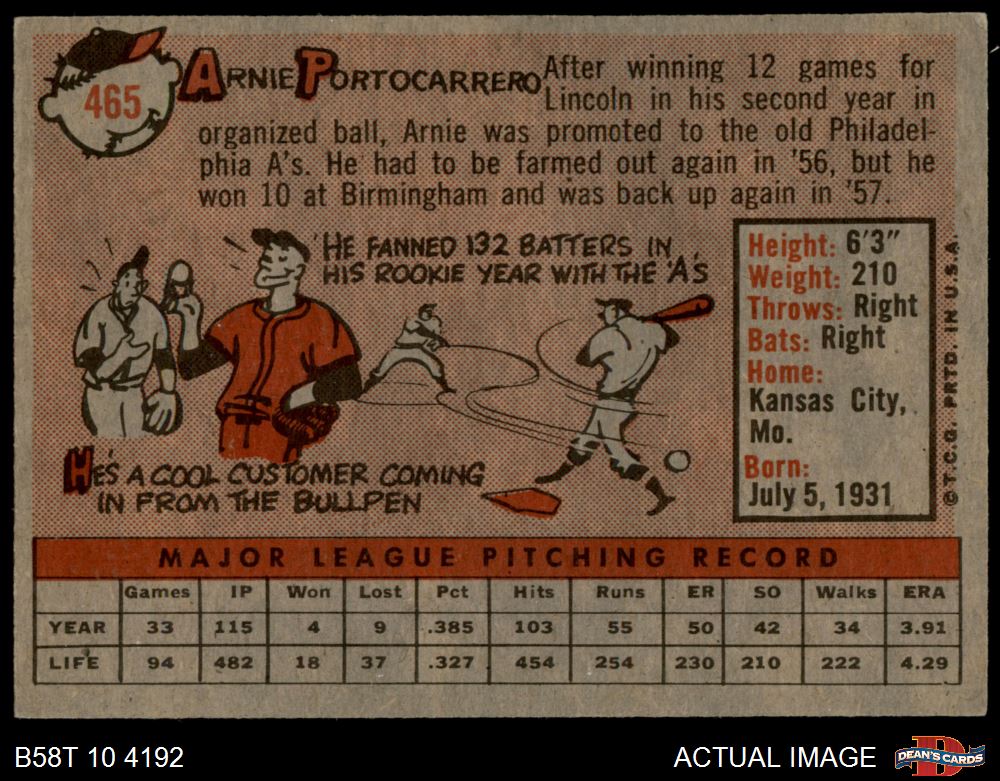 465
ARNIE PORTOCARRERO
After winning 12 games for
Lincoln in his second year in
organized ball, Arnie was promoted to the old Philadel-
phia A's. He had to be farmed out again in '56, but he
won 10 at Birmingham and was back up again in '57.
HE FANNED 132 BATTERS IN
HIS ROOKIE YEAR WITH THE 'A's
HE'S A COOL CUSTOMER COMING
IN FROM THE BULLPEN
Height: 6'3"
Weight: 210
Throws: Right
Bats: Right
Home:
Kansas City,
Mo.
Born:
July 5, 1931
©T.C.G. PRTD. IN U.S.A.
MAJOR LEAGUE PITCHING RECORD
Games IP Won Lost Pct Hits Runs ER SO Walks ERA
YEAR 33 115 4 9 .385 103 55 50 42 34 3.91
LIFE 94 482 18 37 .327 454 254 230 210 222 4.29
B58T 10 4192
ACTUAL IMAGE
D
DEAN'S CARDS